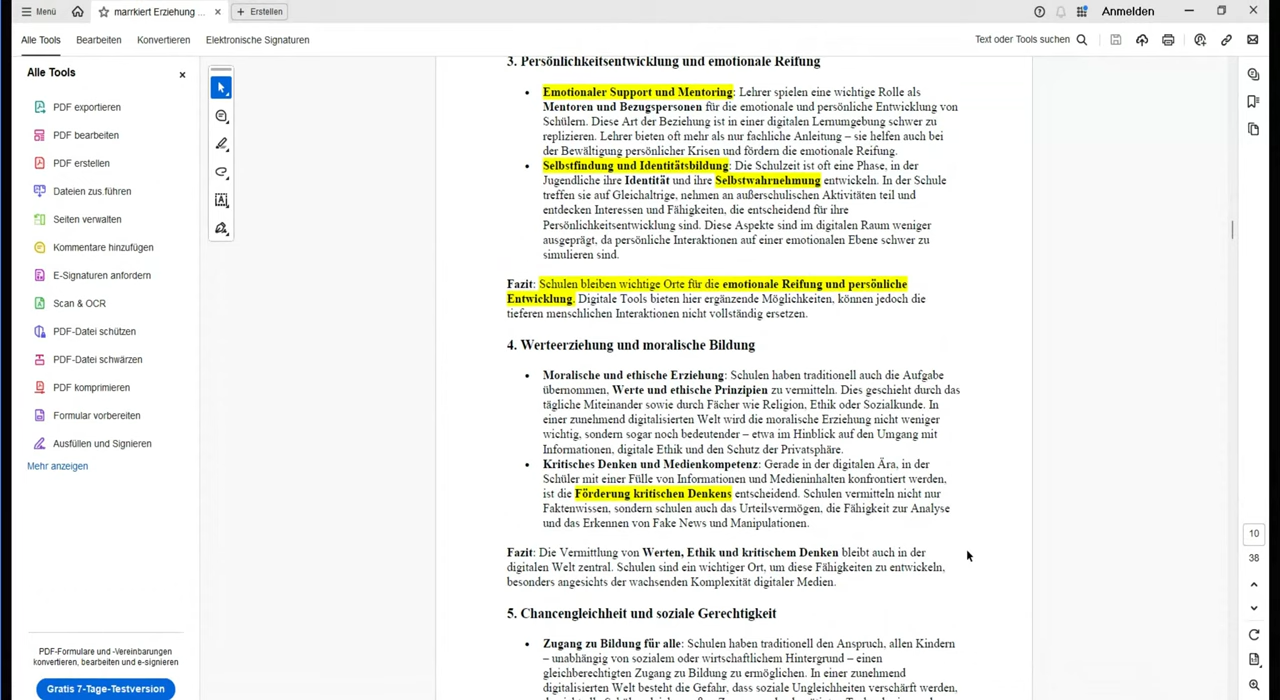 Menü
markiert Erziehung ...
Erstellen
Anmelden
Alle Tools
Bearbeiten
Konvertieren
Elektronische Signaturen
Text oder Tools suchen
Alle Tools
PDF exportieren
PDF bearbeiten
PDF erstellen
Dateien zu führen
Seiten verwalten
Kommentare hinzufügen
E-Signaturen anfordern
Scan & OCR
PDF-Datei schützen
PDF-Datei schwärzen
PDF komprimieren
Formular vorbereiten
Ausfüllen und Signieren
Mehr anzeigen
PDF-Formulare und -Vereinbarungen
konvertieren, bearbeiten und e-signieren
Gratis 7-Tage-Testversion
3. Persönlichkeitsentwicklung und emotionale Reifung
• Emotionaler Support und Mentoring: Lehrer spielen eine wichtige Rolle als
Mentoren und Bezugspersonen für die emotionale und persönliche Entwicklung von
Schülern. Diese Art der Beziehung ist in einer digitalen Lernumgebung schwer zu
replizieren. Lehrer bieten oft mehr als nur fachliche Anleitung – sie helfen auch bei
der Bewältigung persönlicher Krisen und fördern die emotionale Reifung.
• Selbstfindung und Identitätsbildung: Die Schulzeit ist oft eine Phase, in der
Jugendliche ihre Identität und ihre Selbstwahrnehmung entwickeln. In der Schule
treffen sie auf Gleichaltrige, nehmen an außerschulischen Aktivitäten teil und
entdecken Interessen und Fähigkeiten, die entscheidend für ihre
Persönlichkeitsentwicklung sind. Diese Aspekte sind im digitalen Raum weniger
ausgeprägt, da persönliche Interaktionen auf einer emotionalen Ebene schwer zu
simulieren sind.
Fazit: Schulen bleiben wichtige Orte für die emotionale Reifung und persönliche
Entwicklung. Digitale Tools bieten hier ergänzende Möglichkeiten, können jedoch die
tieferen menschlichen Interaktionen nicht vollständig ersetzen.
4. Werteerziehung und moralische Bildung
• Moralische und ethische Erziehung: Schulen haben traditionell auch die Aufgabe
übernommen, Werte und ethische Prinzipien zu vermitteln. Dies geschieht durch das
tägliche Miteinander sowie durch Fächer wie Religion, Ethik oder Sozialkunde. In
einer zunehmend digitalisierten Welt wird die moralische Erziehung nicht weniger
wichtig, sondern sogar noch bedeutender – etwa im Hinblick auf den Umgang mit
Informationen, digitale Ethik und den Schutz der Privatsphäre.
• Kritisches Denken und Medienkompetenz: Gerade in der digitalen Ära, in der
Schüler mit einer Fülle von Informationen und Medieninhalten konfrontiert werden,
ist die Förderung kritischen Denkens entscheidend. Schulen vermitteln nicht nur
Faktenwissen, sondern schulen auch das Urteilsvermögen, die Fähigkeit zur Analyse
und das Erkennen von Fake News und Manipulationen.
Fazit: Die Vermittlung von Werten, Ethik und kritischem Denken bleibt auch in der
digitalen Welt zentral. Schulen sind ein wichtiger Ort, um diese Fähigkeiten zu entwickeln,
besonders angesichts der wachsenden Komplexität digitaler Medien.
5. Chancengleichheit und soziale Gerechtigkeit
• Zugang zu Bildung für alle: Schulen haben traditionell den Anspruch, allen Kindern
– unabhängig von sozialem oder wirtschaftlichem Hintergrund – einen
gleichberechtigten Zugang zu Bildung zu ermöglichen. In einer zunehmend
digitalisierten Welt besteht die Gefahr, dass soziale Ungleichheiten verschärft werden,
10
38